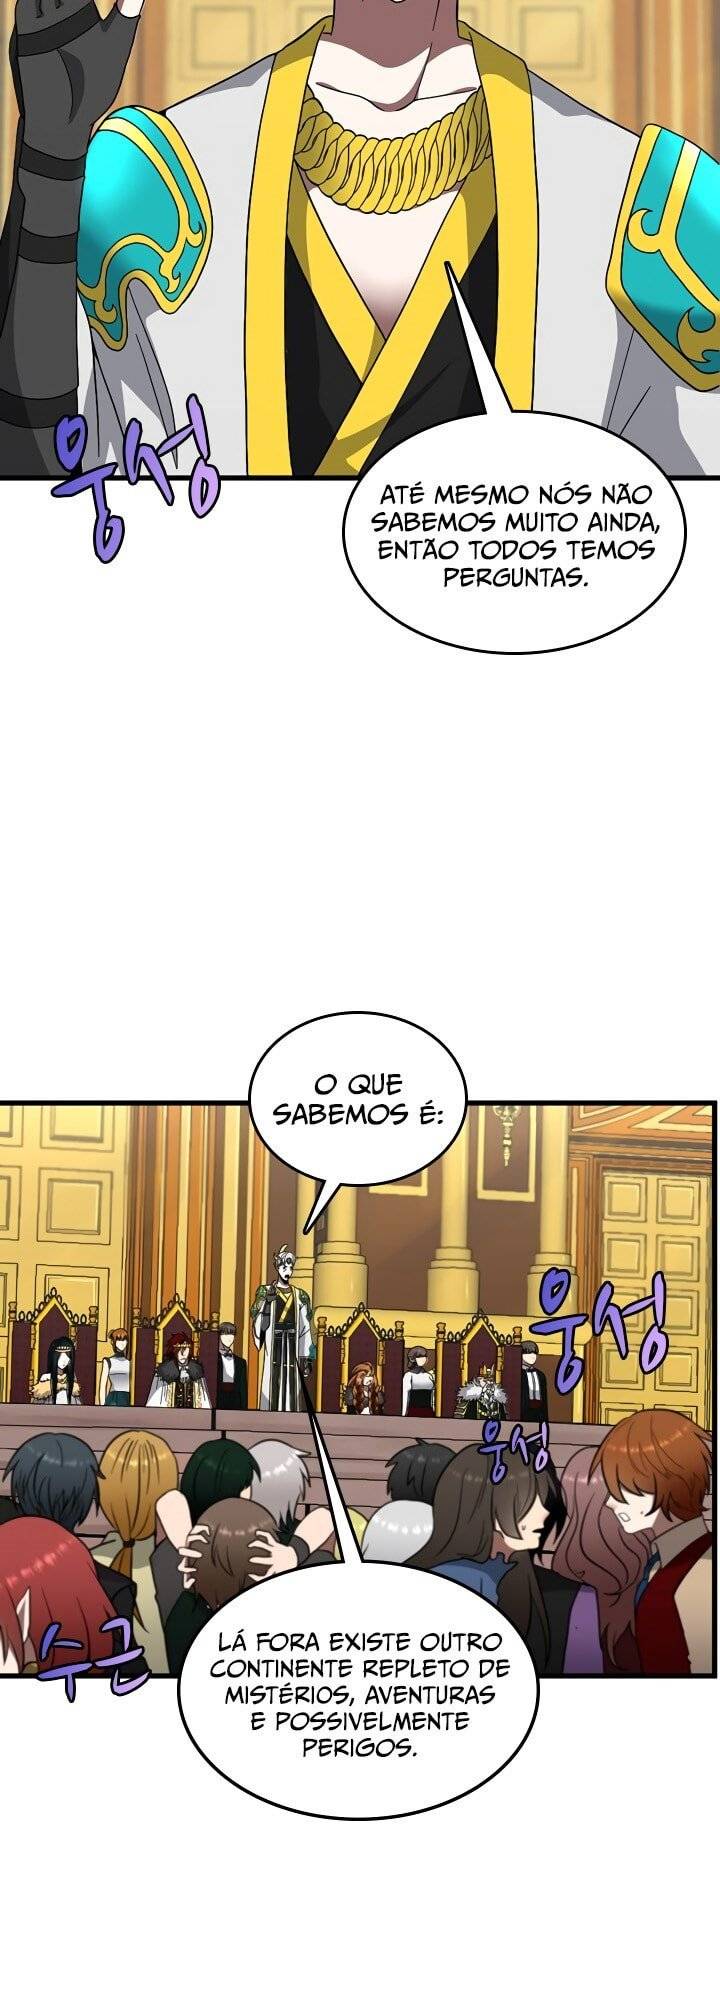 웅성
ATÉ MESMO NÓS NÃO
SABEMOS MUITO AINDA,
ENTÃO TODOS TEMOS
PERGUNTAS.
O QUE
SABEMOS É:
웅성
웅성
수근
LÁ FORA EXISTE OUTRO
CONTINENTE REPLETO DE
MISTÉRIOS, AVENTURAS
E POSSIVELMENTE
PERIGOS.